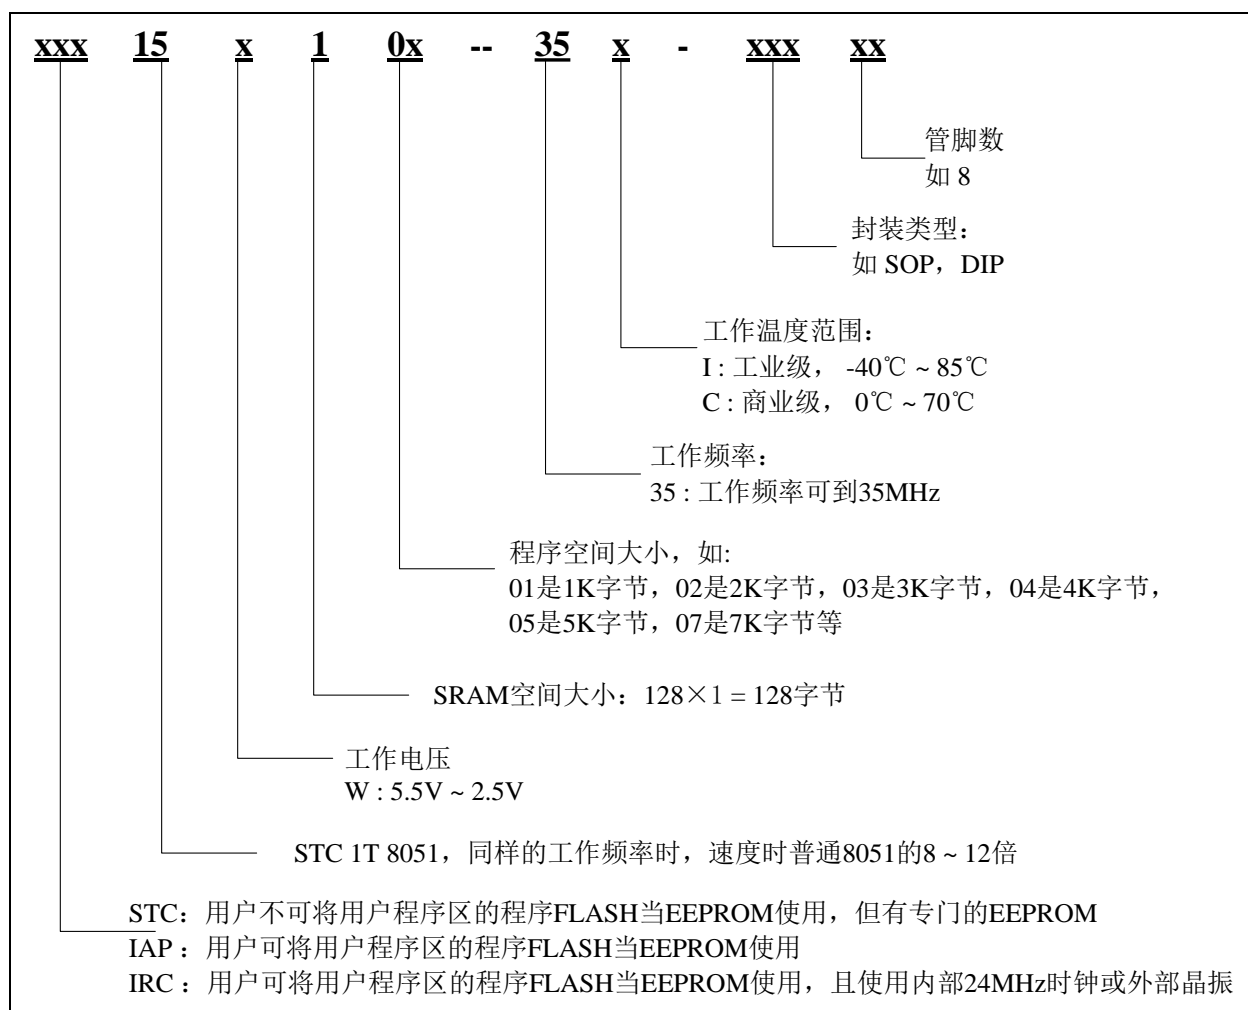 xxx 15 x 1 0x -- 35 x - xxx xx
管脚数
如 8
封装类型：
如 SOP，DIP
工作温度范围：
I : 工业级， -40℃ ~ 85℃
C : 商业级， 0℃ ~ 70℃
工作频率：
35 : 工作频率可到35MHz
程序空间大小，如:
01是1K字节，02是2K字节，03是3K字节，04是4K字节，
05是5K字节，07是7K字节等
SRAM空间大小：128×1 = 128字节
工作电压
W : 5.5V ~ 2.5V
STC 1T 8051，同样的工作频率时，速度时普通8051的8 ~ 12倍
STC：用户不可将用户程序区的程序FLASH当EEPROM使用，但有专门的EEPROM
IAP：用户可将用户程序区的程序FLASH当EEPROM使用
IRC：用户可将用户程序区的程序FLASH当EEPROM使用，且使用内部24MHz时钟或外部晶振